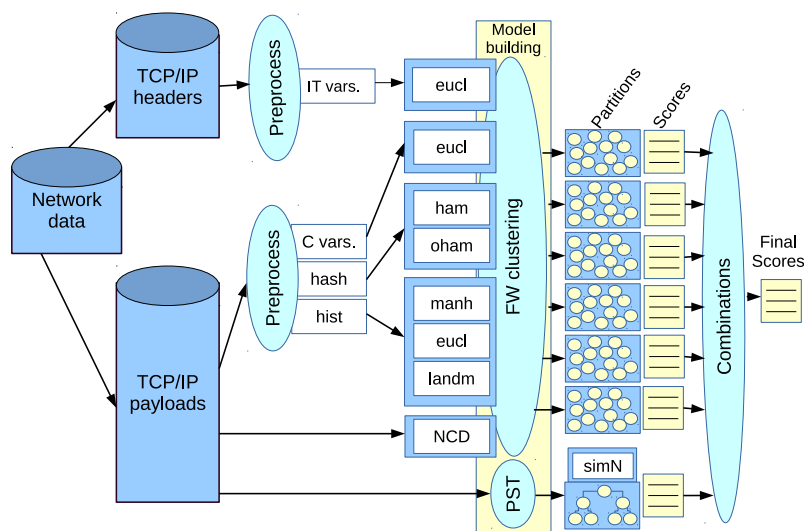 Model
building
TCP/IP
headers
Preprocess
IT vars.
eucl
Partitions
Scores
eucl
Network
data
ham
oham
Preprocess
C vars.
hash
hist
FW clustering
manh
eucl
landm
Combinations
Final
Scores
TCP/IP
payloads
NCD
PST
simN